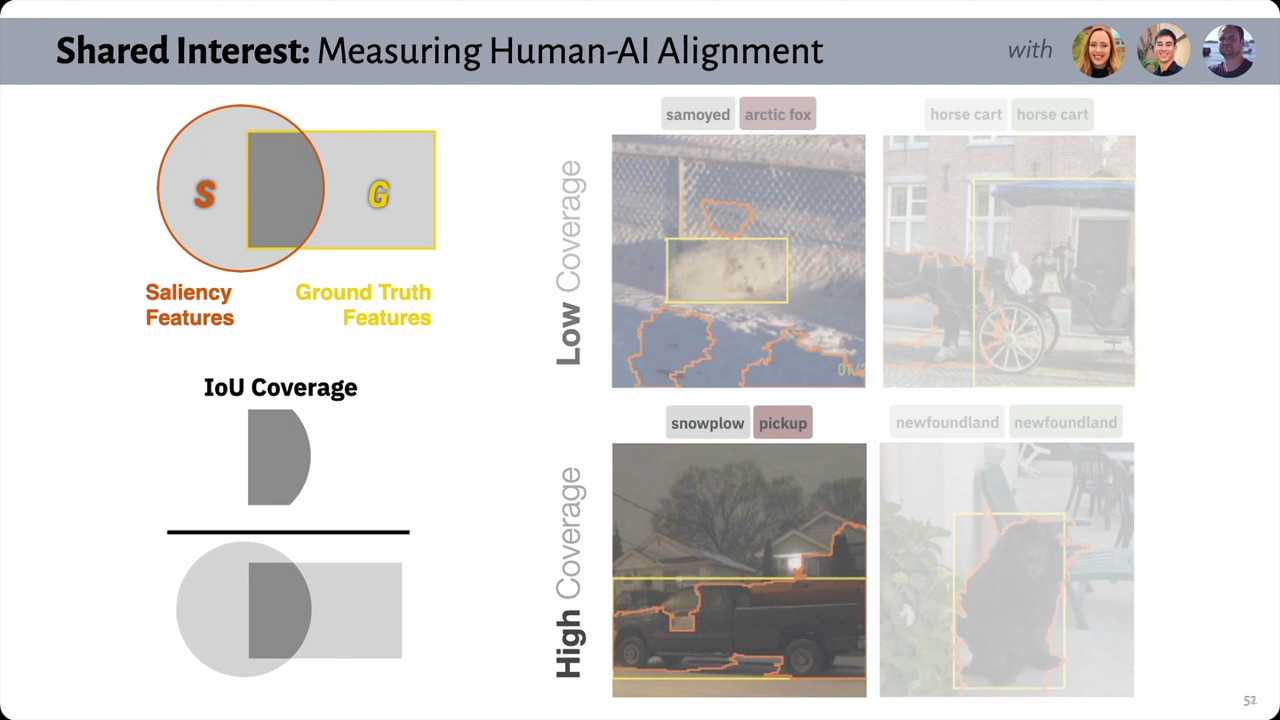 Shared Interest: Measuring Human-AI Alignment
with
S
G
Saliency
Features
Ground Truth
Features
IoU Coverage
Low Coverage
samoyed
arctic fox
horse cart
horse cart
High Coverage
snowplow
pickup
newfoundland
newfoundland
52